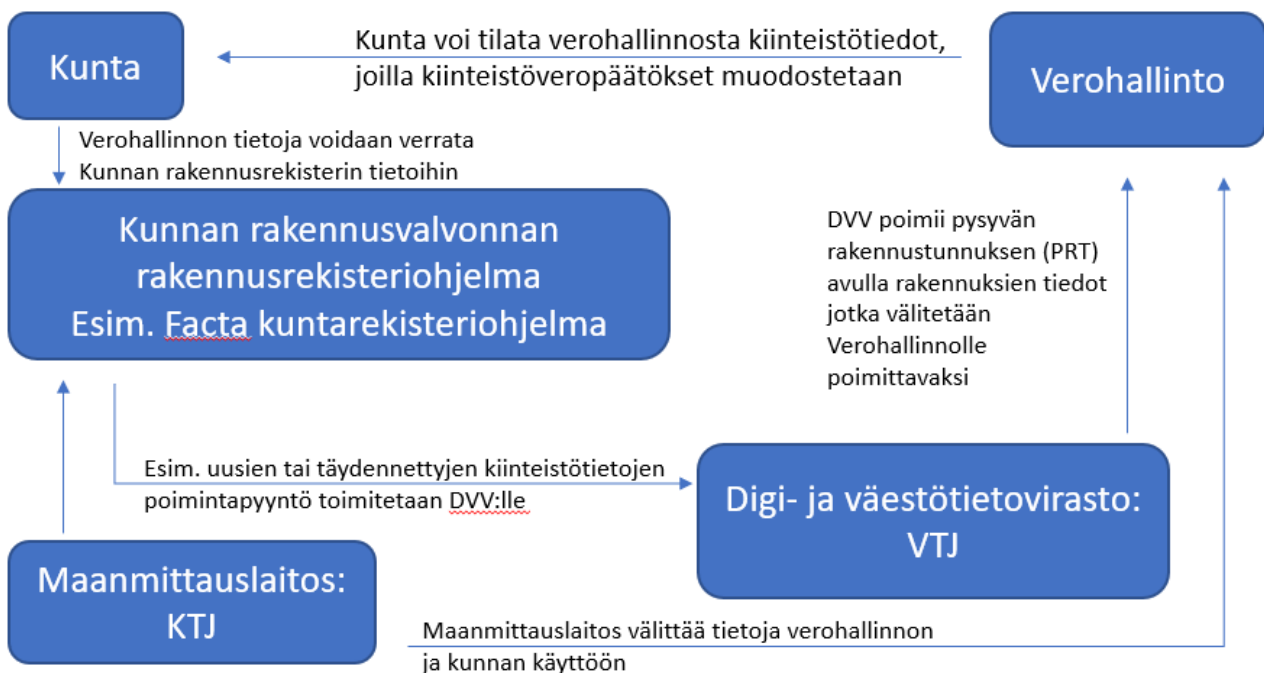 Kunta
Kunta voi tilata verohallinnosta kiinteistötiedot,
joilla kiinteistöveropäätökset muodostetaan
Verohallinto
Verohallinnon tietoja voidaan verrata
Kunnan rakennusrekisterin tietoihin
Kunnan rakennusvalvonnan
rakennusrekisteriohjelma
Esim. Facta kuntarekisteriohjelma
DVV poimii pysyvän
rakennustunnuksen (PRT)
avulla rakennuksien tiedot
jotka välitetään
Verohallinnolle
poimittavaksi
Esim. uusien tai täydennettyjen kiinteistötietojen
poimintapyyntö toimitetaan DVV:lle
Digi- ja väestötietovirasto:
VTJ
Maanmittauslaitos:
KTJ
Maanmittauslaitos välittää tietoja verohallinnon
ja kunnan käyttöön